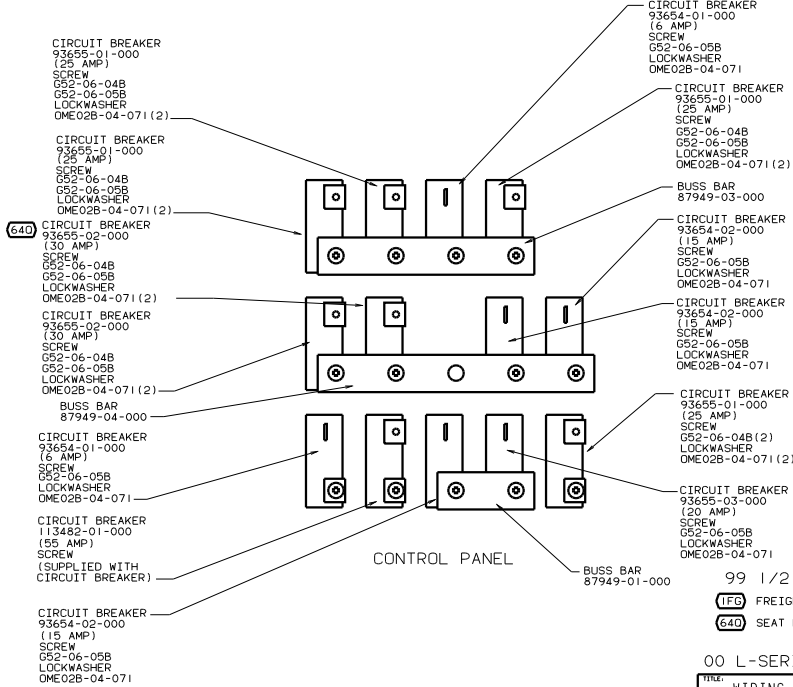 CIRCUIT BREAKER
93655-01-000
(25 AMP)
SCREW
G52-06-04B
G52-06-05B
LOCKWASHER
OME02B-04-071(2)
CIRCUIT BREAKER
93655-01-000
(25 AMP)
SCREW
G52-06-04B
G52-06-05B
LOCKWASHER
OME02B-04-071(2)
64Q
CIRCUIT BREAKER
93655-02-000
(30 AMP)
SCREW
G52-06-04B
G52-06-05B
LOCKWASHER
OME02B-04-071(2)
CIRCUIT BREAKER
93655-02-000
(30 AMP)
SCREW
G52-06-04B
G52-06-05B
LOCKWASHER
OME02B-04-071(2)
BUSS BAR
87949-04-000
CIRCUIT BREAKER
93654-01-000
(6 AMP)
SCREW
G52-06-05B
LOCKWASHER
OME02B-04-071
CIRCUIT BREAKER
113482-01-000
(55 AMP)
SCREW
(SUPPLIED WITH
CIRCUIT BREAKER)
CIRCUIT BREAKER
93654-02-000
(15 AMP)
SCREW
G52-06-05B
LOCKWASHER
OME02B-04-071
CONTROL PANEL
CIRCUIT BREAKER
93654-01-000
(6 AMP)
SCREW
G52-06-05B
LOCKWASHER
OME02B-04-071
CIRCUIT BREAKER
93655-01-000
(25 AMP)
SCREW
G52-06-04B
G52-06-05B
LOCKWASHER
OME02B-04-071(2)
BUSS BAR
87949-03-000
CIRCUIT BREAKER
93654-02-000
(15 AMP)
SCREW
G52-06-05B
LOCKWASHER
OME02B-04-071
CIRCUIT BREAKER
93654-02-000
(15 AMP)
SCREW
G52-06-05B
LOCKWASHER
OME02B-04-071
CIRCUIT BREAKER
93655-01-000
(25 AMP)
SCREW
G52-06-04B(2)
LOCKWASHER
OME02B-04-071(2)
CIRCUIT BREAKER
93655-03-000
(20 AMP)
SCREW
G52-06-05B
LOCKWASHER
OME02B-04-071
BUSS BAR
87949-01-000
99 1/2
1FG FREIG
64Q SEAT
00 L-SERI
TITLE:
WIRING